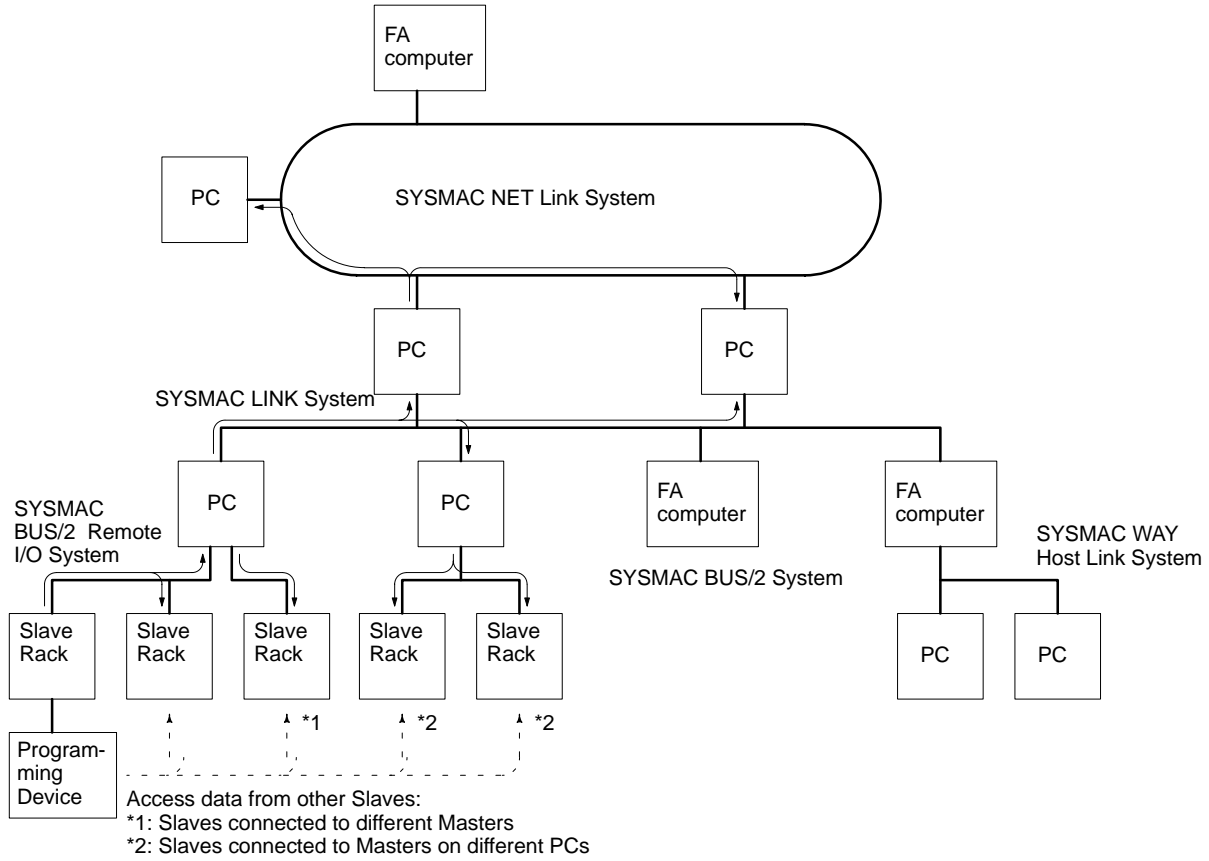 FA
computer
PC
SYSMAC NET Link System
PC
PC
SYSMAC LINK System
PC
PC
FA
computer
FA
computer
SYSMAC
BUS/2 Remote
I/O System
SYSMAC WAY
Host Link System
SYSMAC BUS/2 System
Slave
Rack
Slave
Rack
Slave
Rack
Slave
Rack
Slave
Rack
PC
PC
*1
*2
*2
Program-
ming
Device
Access data from other Slaves:
*1: Slaves connected to different Masters
*2: Slaves connected to Masters on different PCs